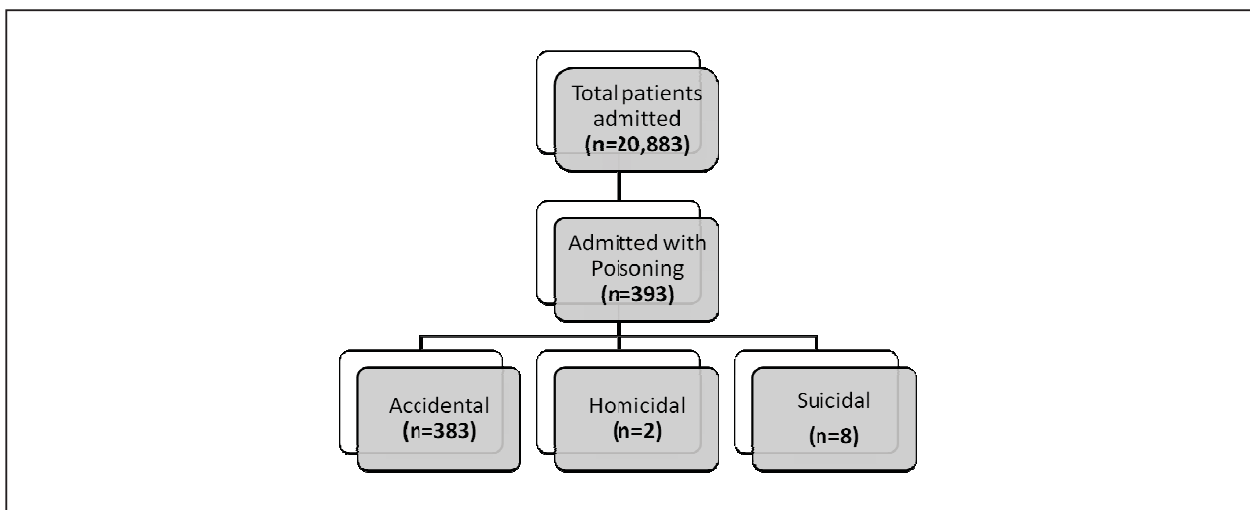 Total patients
admitted
(n=20,883)
Admitted with
Poisoning
(n=393)
Accidental
(n=383)
Homicidal
(n=2)
Suicidal
(n=8)